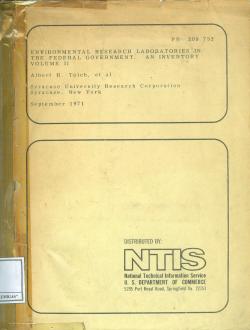 PB 208 752
ENVIRONMENTAL RESEARCH LABORATORIES IN
THE FEDERAL GOVERNMENT. AN INVENTORY
VOLUME II
Albert H. Teich, et al
Syracuse University Research Corporation
Syracuse, New York
September 1971
DISTRIBUTED BY:
NTIS
National Technical Information Service
U. S. DEPARTMENT OF COMMERCE
5285 Port Royal Road, Springfield Va. 22151